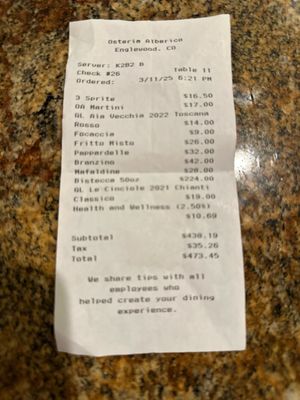 Osteria Alberico
Englewood, CO
Server: K2B2 B
Table 11
Check #26
Ordered: 3/11/25 6:21 PM
3 Sprite $16.50
OA Martini $17.00
GL Aia Vecchia 2022 Toscana
Rosso $14.00
Focaccia $9.00
Fritto Misto $26.00
Pappardelle $32.00
Branzino $42.00
Mafaldine $28.00
Bistecca 50oz $224.00
GL Le Cinciole 2021 Chianti
Classico $19.00
Health and Wellness (2.50%)
$10.69
Subtotal $438.19
Tax $35.26
Total $473.45
We share tips with all
employees who
helped create your dining
experience.